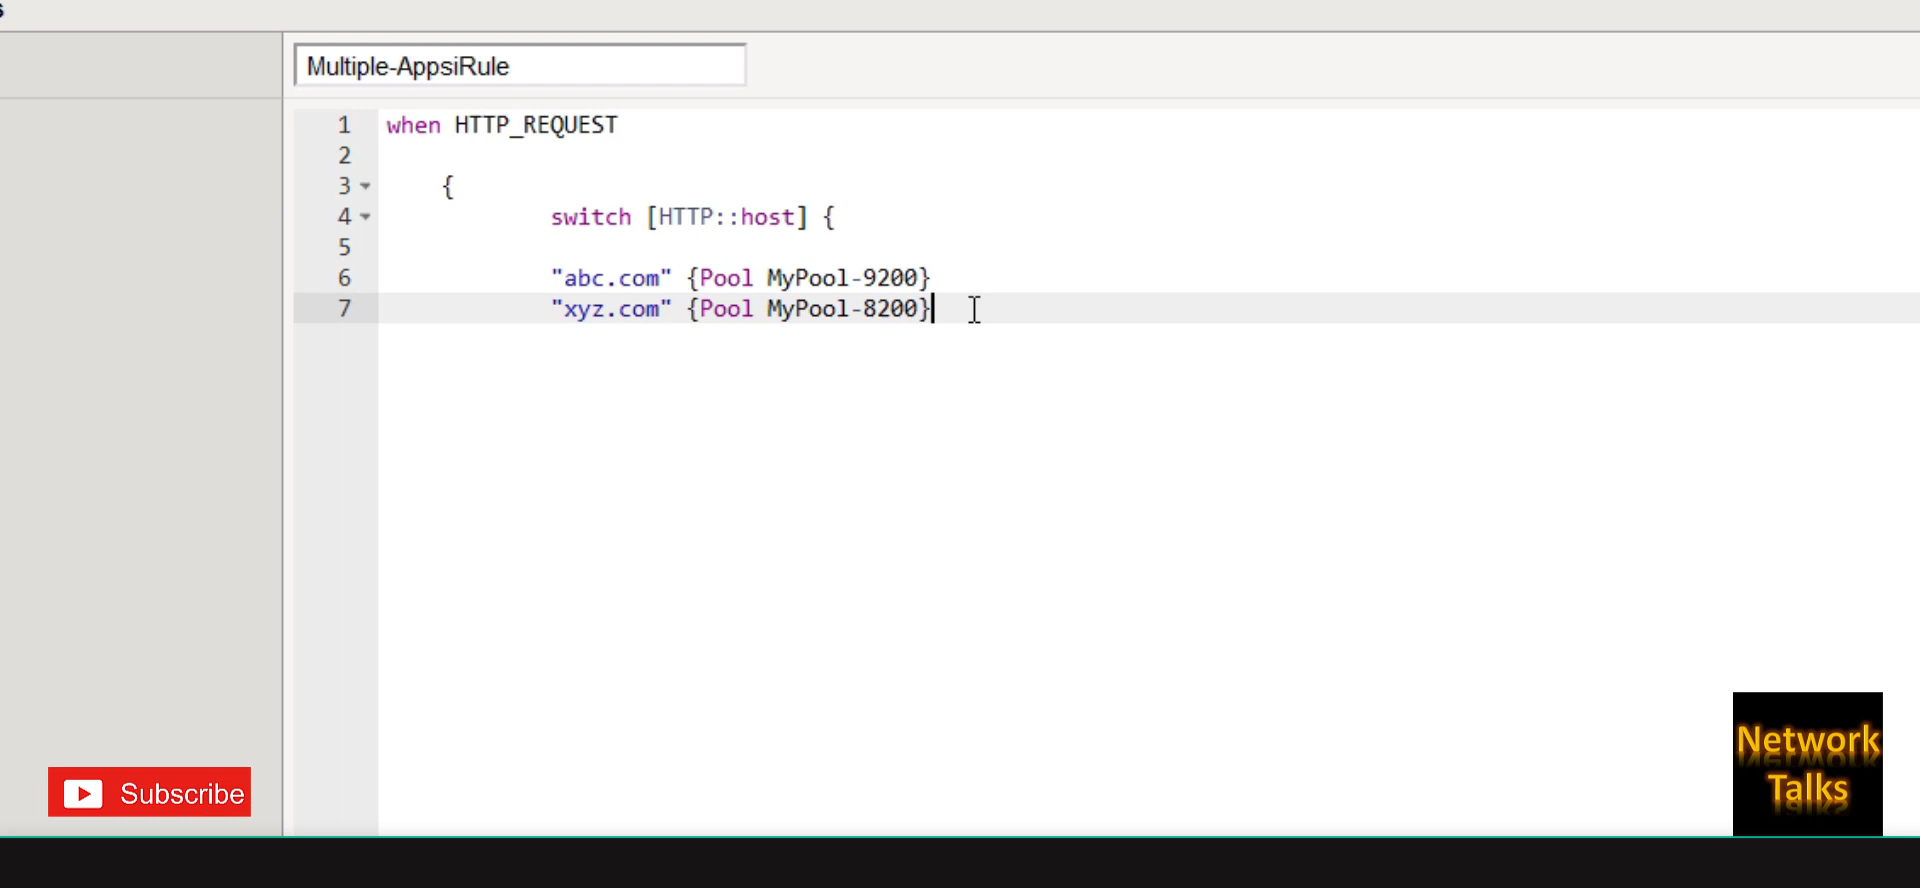 s
Multiple-AppsiRule
1 when HTTP_REQUEST
2
3 {
4 switch [HTTP::host] {
5
6 "abc.com" {Pool MyPool-9200}
7 "xyz.com" {Pool MyPool-8200}
Subscribe
Network
Talks